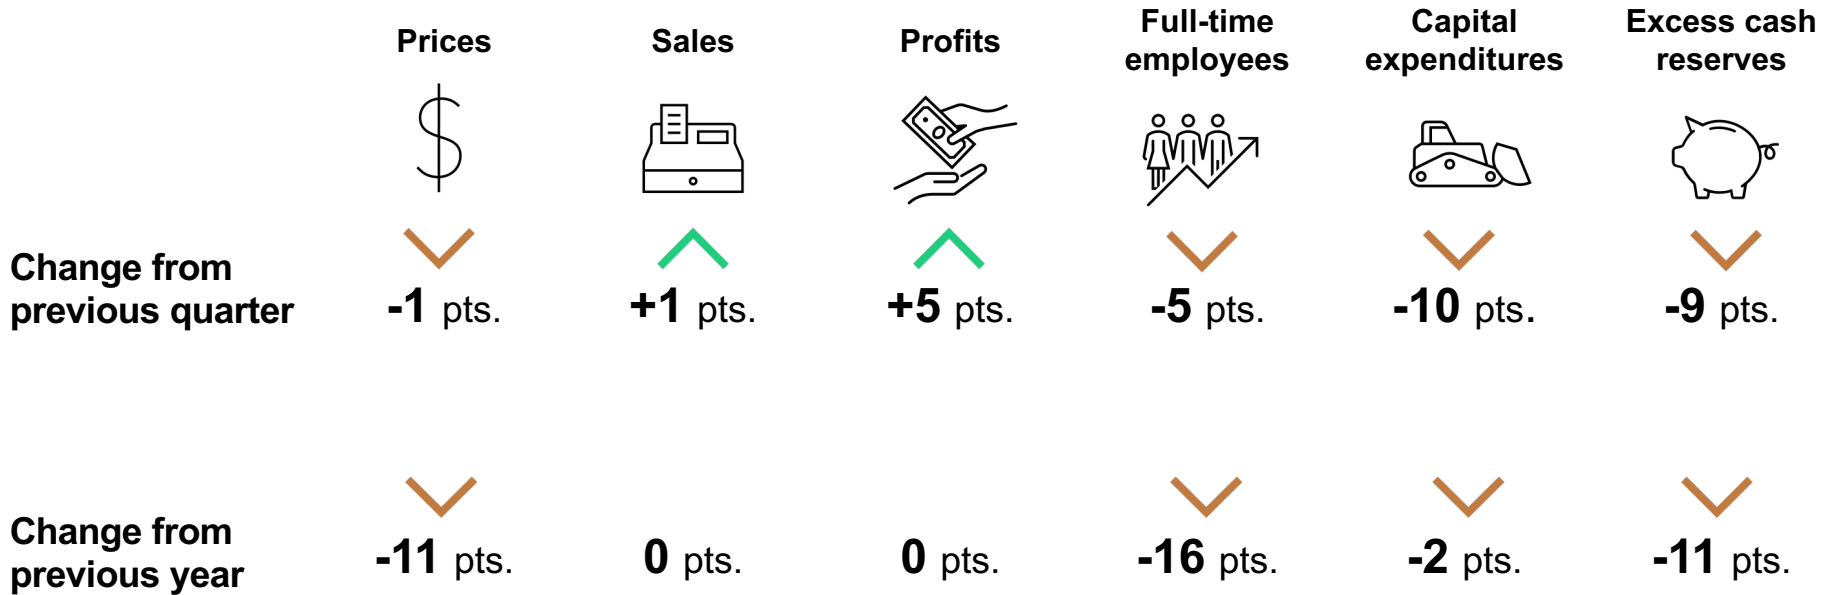 Prices
Sales
Profits
Full-time
employees
Capital
expenditures
Excess cash
reserves
Change from
previous quarter
-1 pts.
+1 pts.
+5 pts.
-5 pts.
-10 pts.
-9 pts.
Change from
previous year
-11 pts.
0 pts.
0 pts.
-16 pts.
-2 pts.
-11 pts.